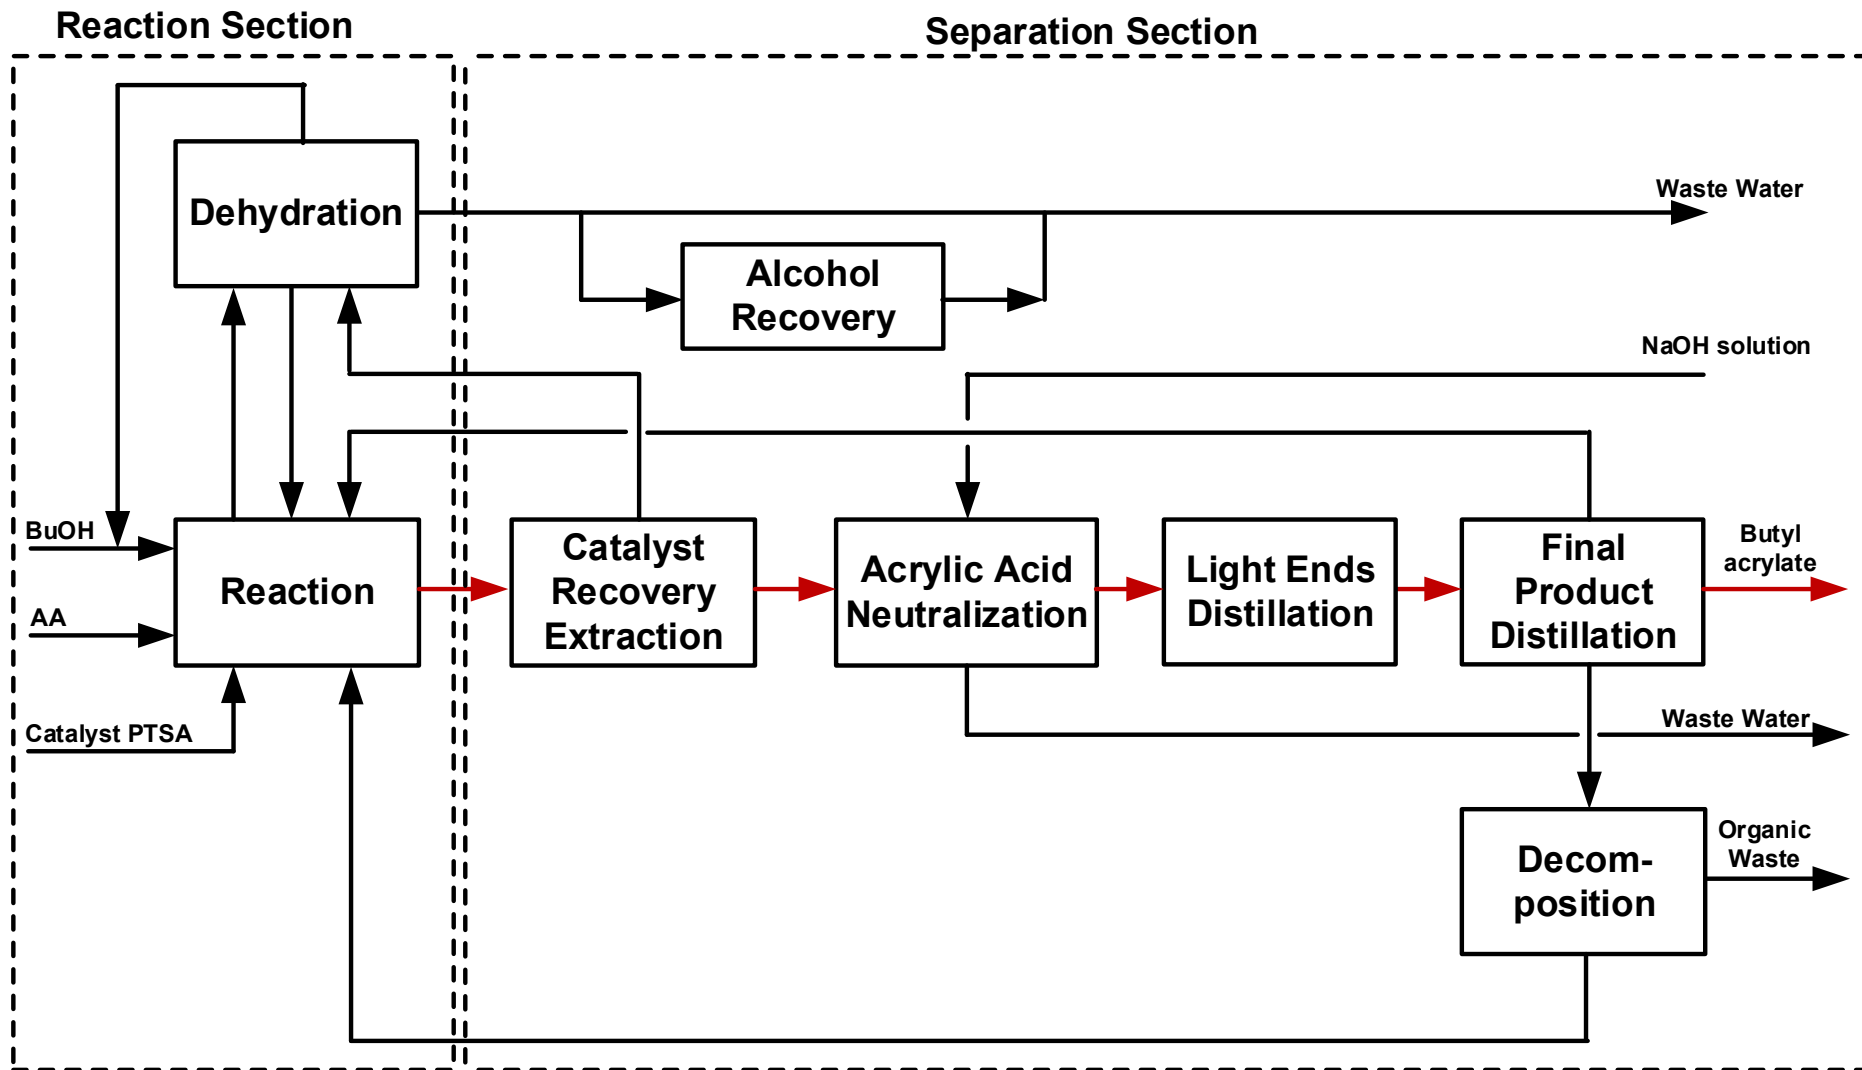 Reaction Section
Separation Section
Dehydration
Waste Water
Alcohol
Recovery
NaOH solution
BuOH
AA
Catalyst PTSA
Reaction
Catalyst
Recovery
Extraction
Acrylic Acid
Neutralization
Light Ends
Distillation
Final
Product
Distillation
Butyl
acrylate
Waste Water
Decom-
position
Organic
Waste